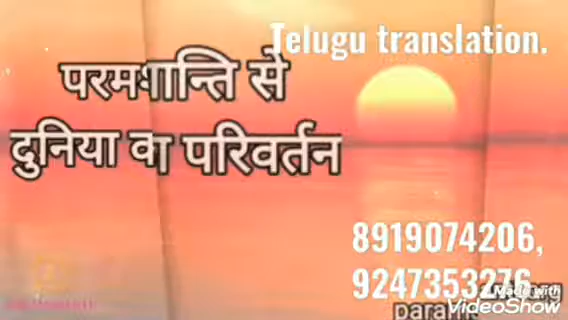 Telugu translation.
परमशान्ति से
दुनिया का परिवर्तन
8919074206,
9247353276
Made with
VideoShow